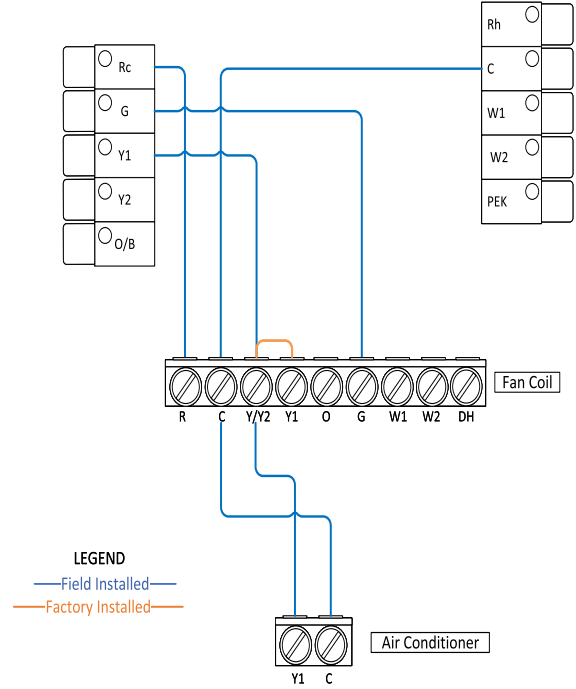 Rc
G
Y1
Y2
O/B
Rh
C
W1
W2
PEK
Fan Coil
R C Y/Y2 Y1 O G W1 W2 DH
LEGEND
Field Installed
Factory Installed
Air Conditioner
Y1 C